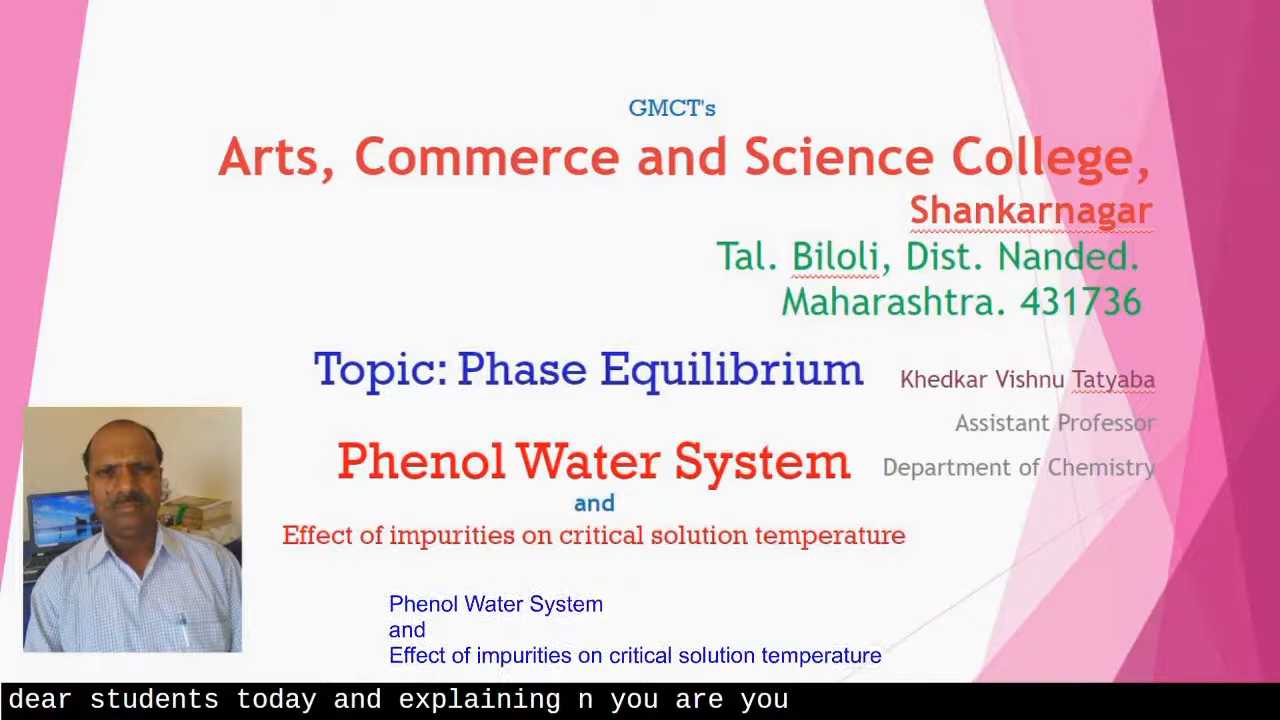 GMCT's
Arts, Commerce and Science College,
Shankarnagar
Tal. Biloli, Dist. Nanded.
Maharashtra. 431736
Topic: Phase Equilibrium
Khedkar Vishnu Tatyaba
Assistant Professor
Department of Chemistry
Phenol Water System
and
Effect of impurities on critical solution temperature
Phenol Water System
and
Effect of impurities on critical solution temperature
dear students today and explaining n you are you